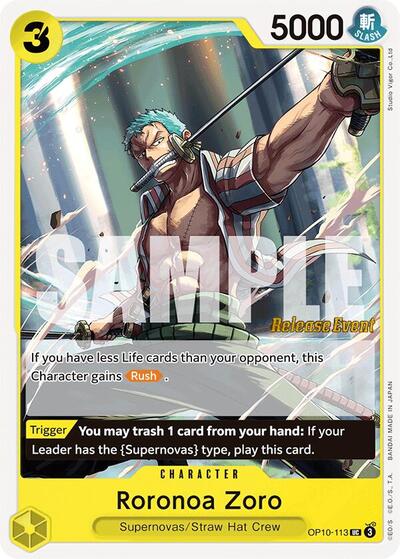 3
5000
斬
SLASH
Studio Vigor Co.,Ltd
SAMPLE
Release Event
If you have less Life cards than your opponent, this
Character gains Rush .
Trigger You may trash 1 card from your hand: If your
Leader has the {Supernovas} type, play this card.
CHARACTER
Roronoa Zoro
Supernovas/Straw Hat Crew
OP10-113 UC 3
©E.O/S ©E.O./S., T.A. BANDAI MADE IN JAPAN